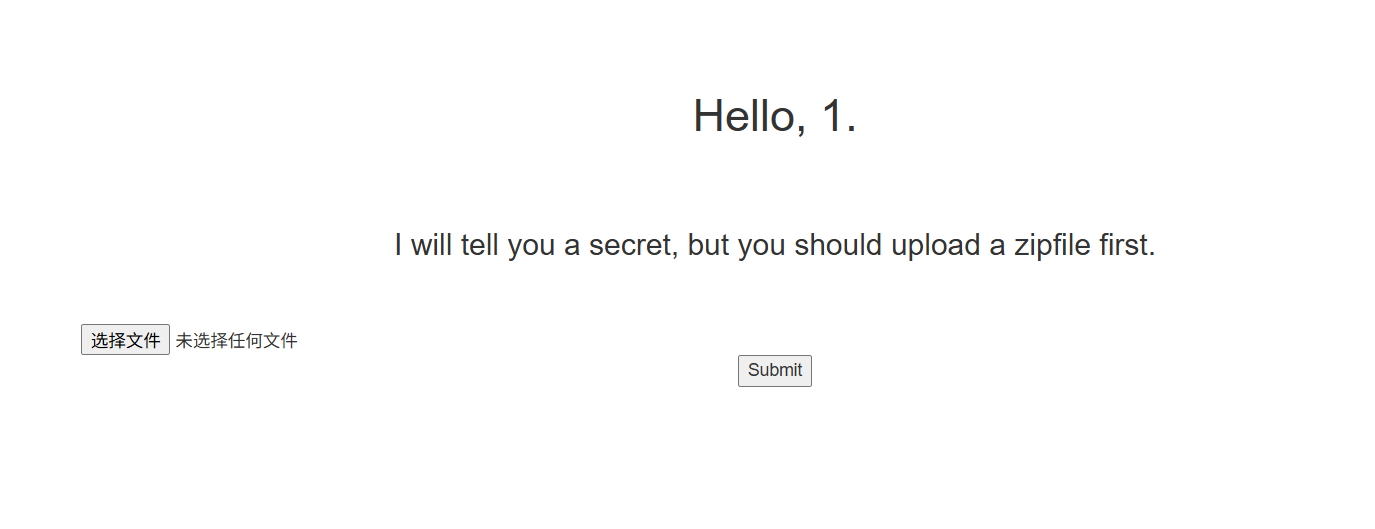 Hello, 1.
I will tell you a secret, but you should upload a zipfile first.
选择文件 未选择任何文件
Submit